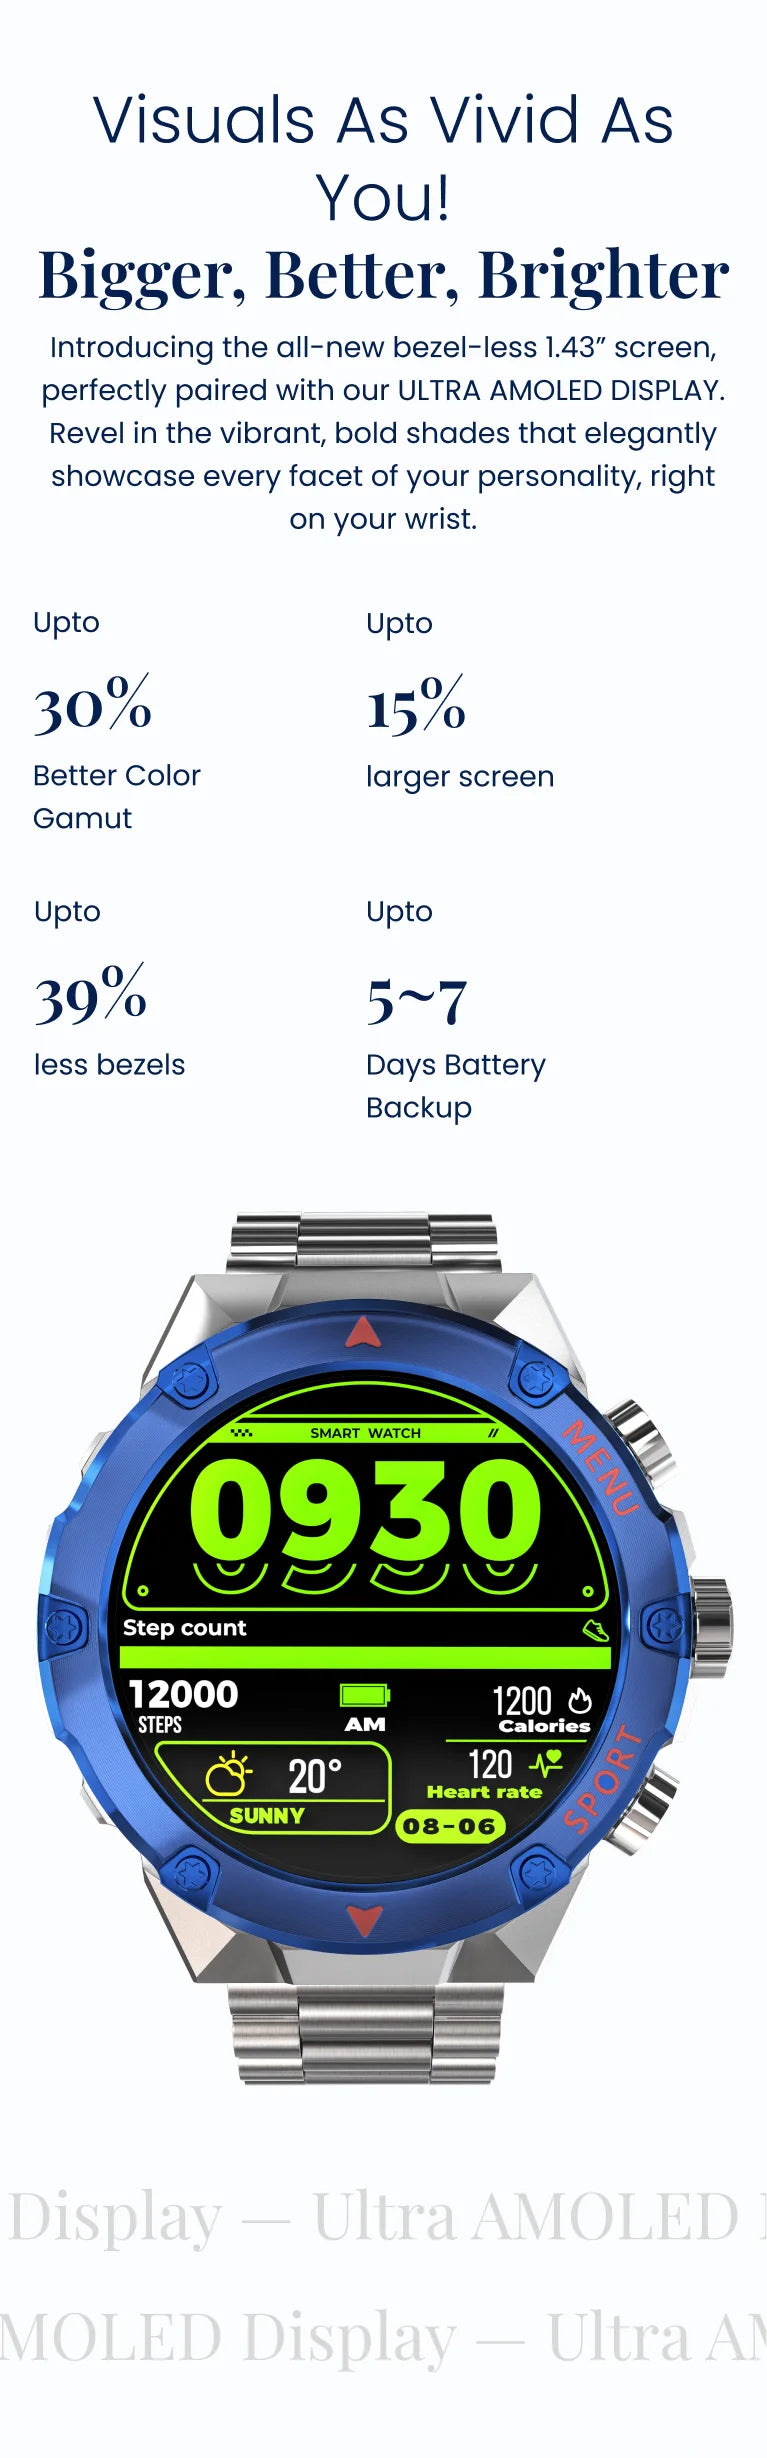 Visuals As Vivid As
You!
Bigger, Better, Brighter
Introducing the all-new bezel-less 1.43” screen,
perfectly paired with our ULTRA AMOLED DISPLAY.
Revel in the vibrant, bold shades that elegantly
showcase every facet of your personality, right
on your wrist.
Upto
30%
Better Color
Gamut
Upto
15%
larger screen
Upto
39%
less bezels
Upto
5~7
Days Battery
Backup
SMART WATCH
0930
MENU
Step count
12000
STEPS
AM
1200
Calories
20°
SUNNY
120
Heart rate
08-06
SPORT
Display — Ultra AMOLED
MOLED Display — Ultra AM